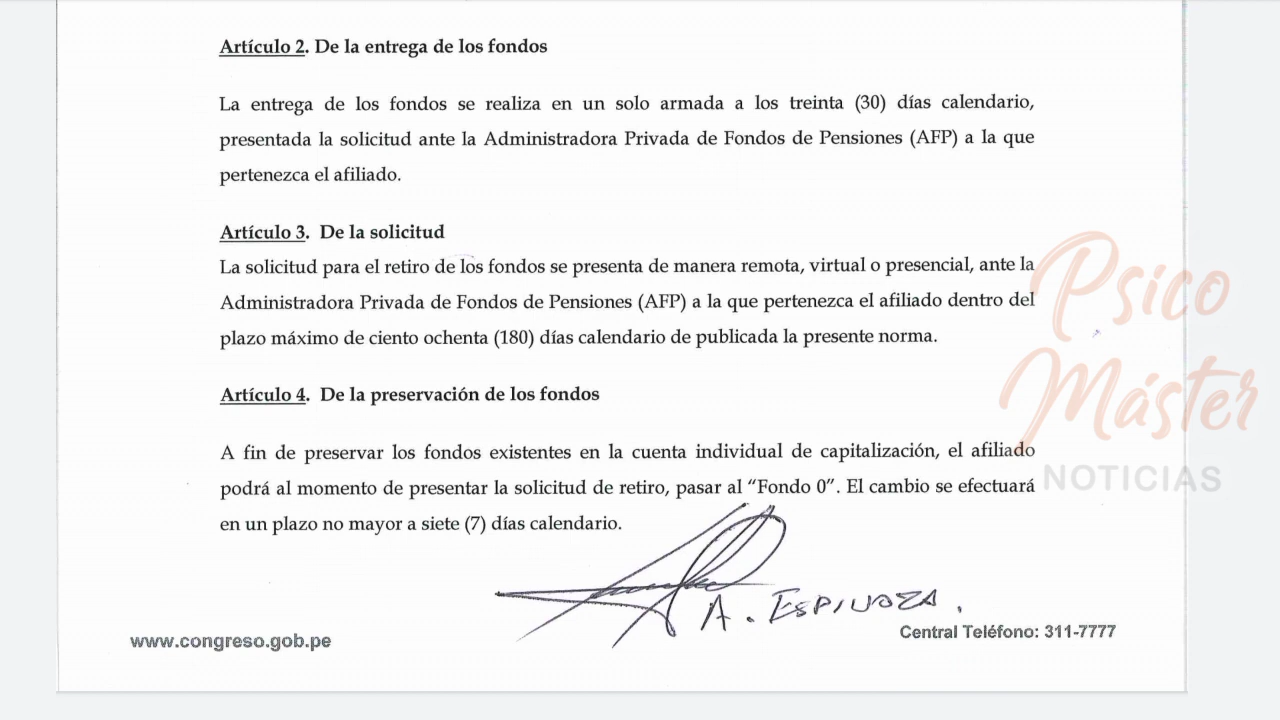 Artículo 2. De la entrega de los fondos
La entrega de los fondos se realiza en un solo armada a los treinta (30) días calendario,
presentada la solicitud ante la Administradora Privada de Fondos de Pensiones (AFP) a la que
pertenezca el afiliado.
Artículo 3. De la solicitud
La solicitud para el retiro de los fondos se presenta de manera remota, virtual o presencial, ante la
Administradora Privada de Fondos de Pensiones (AFP) a la que pertenezca el afiliado dentro del
plazo máximo de ciento ochenta (180) días calendario de publicada la presente norma.
Artículo 4. De la preservación de los fondos
A fin de preservar los fondos existentes en la cuenta individual de capitalización, el afiliado
podrá al momento de presentar la solicitud de retiro, pasar al “Fondo 0”. El cambio se efectuará
en un plazo no mayor a siete (7) días calendario.
A. ESPINOZA.
www.congreso.gob.pe
Central Teléfono: 311-7777
Psico
Máster
NOTICIAS